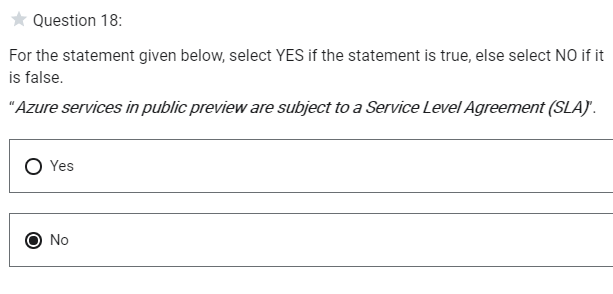 Question 18:
For the statement given below, select YES if the statement is true, else select NO if it
is false.
"Azure services in public preview are subject to a Service Level Agreement (SLA)".
Yes
No